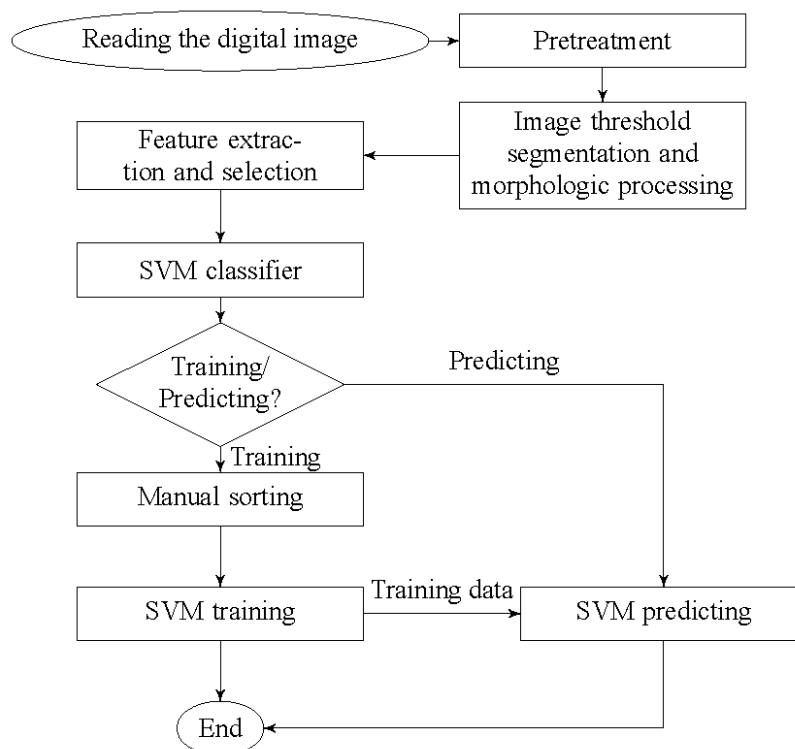 Reading the digital image
Pretreatment
Image threshold
segmentation and
morphologic processing
Feature extrac-
tion and selection
SVM classifier
Training/
Predicting?
Predicting
Training
Manual sorting
SVM training
Training data
SVM predicting
End